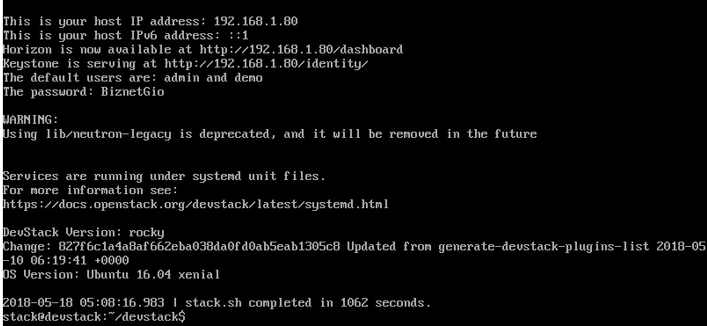 This is your host IP address: 192.168.1.80
This is your host IPv6 address: ::1
Horizon is now available at http://192.168.1.80/dashboard
Keystone is serving at http://192.168.1.80/identity/
The default users are: admin and demo
The password: BiznetGio
WARNING:
Using lib/neutron-legacy is deprecated, and it will be removed in the future
Services are running under systemd unit files.
For more information see:
https://docs.openstack.org/devstack/latest/systemd.html
DevStack Version: rocky
Change: 827f6c1a4a8af662eba038da0fd0ab5eab1305c8 Updated from generate-devstack-plugins-list 2018-05
-10 06:19:41 +0000
OS Version: Ubuntu 16.04 xenial
2018-05-18 05:08:16.983 | stack.sh completed in 1062 seconds.
stack@devstack:~/devstack$